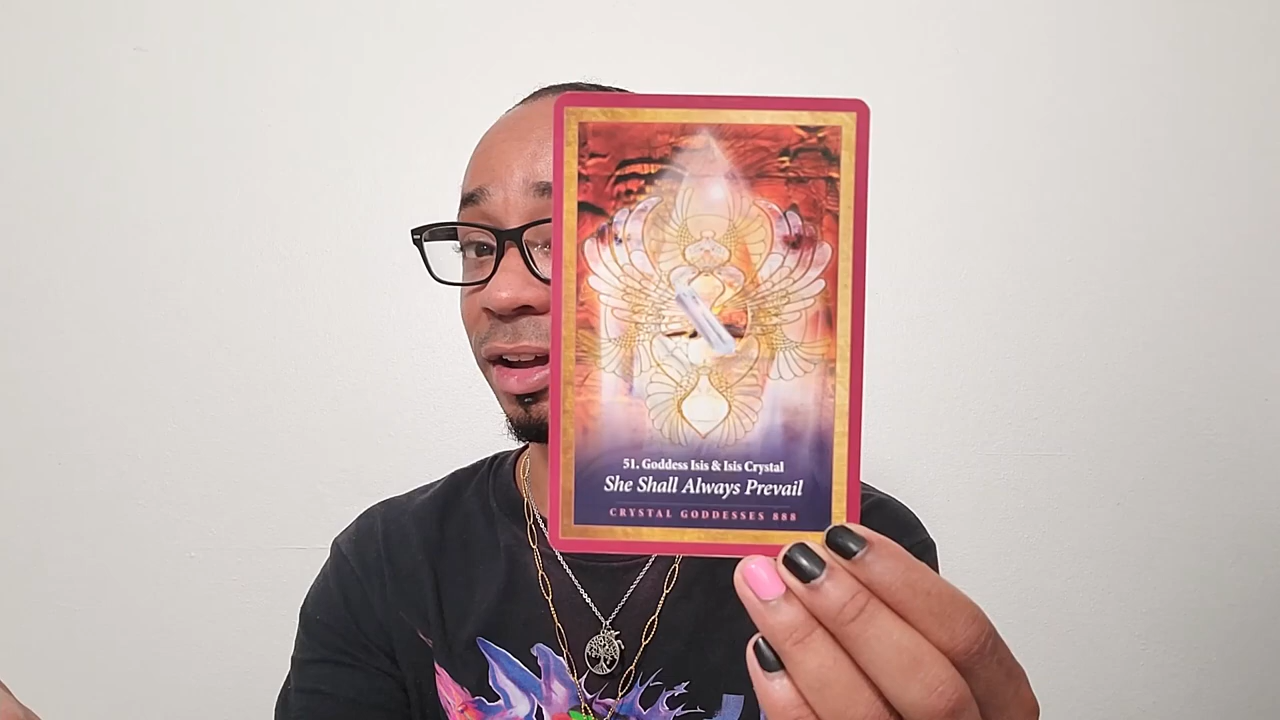 51. Goddess Isis & Isis Crystal
She Shall Always Prevail
CRYSTAL GODDESSES 888